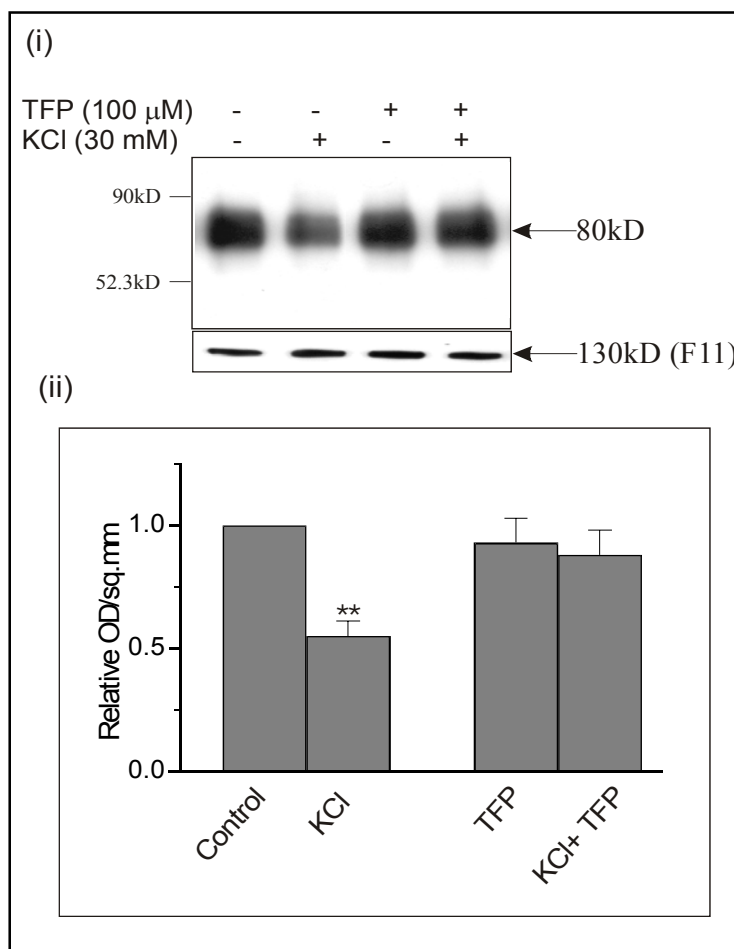 (i)
TFP (100 μM) - - + +
KCl (30 mM) - + - +
90kD
80kD
52.3kD
130kD (F11)
(ii)
Relative OD/sq.mm
1.0
0.5
0.0
**
Control
KCl
TFP
KCl+ TFP